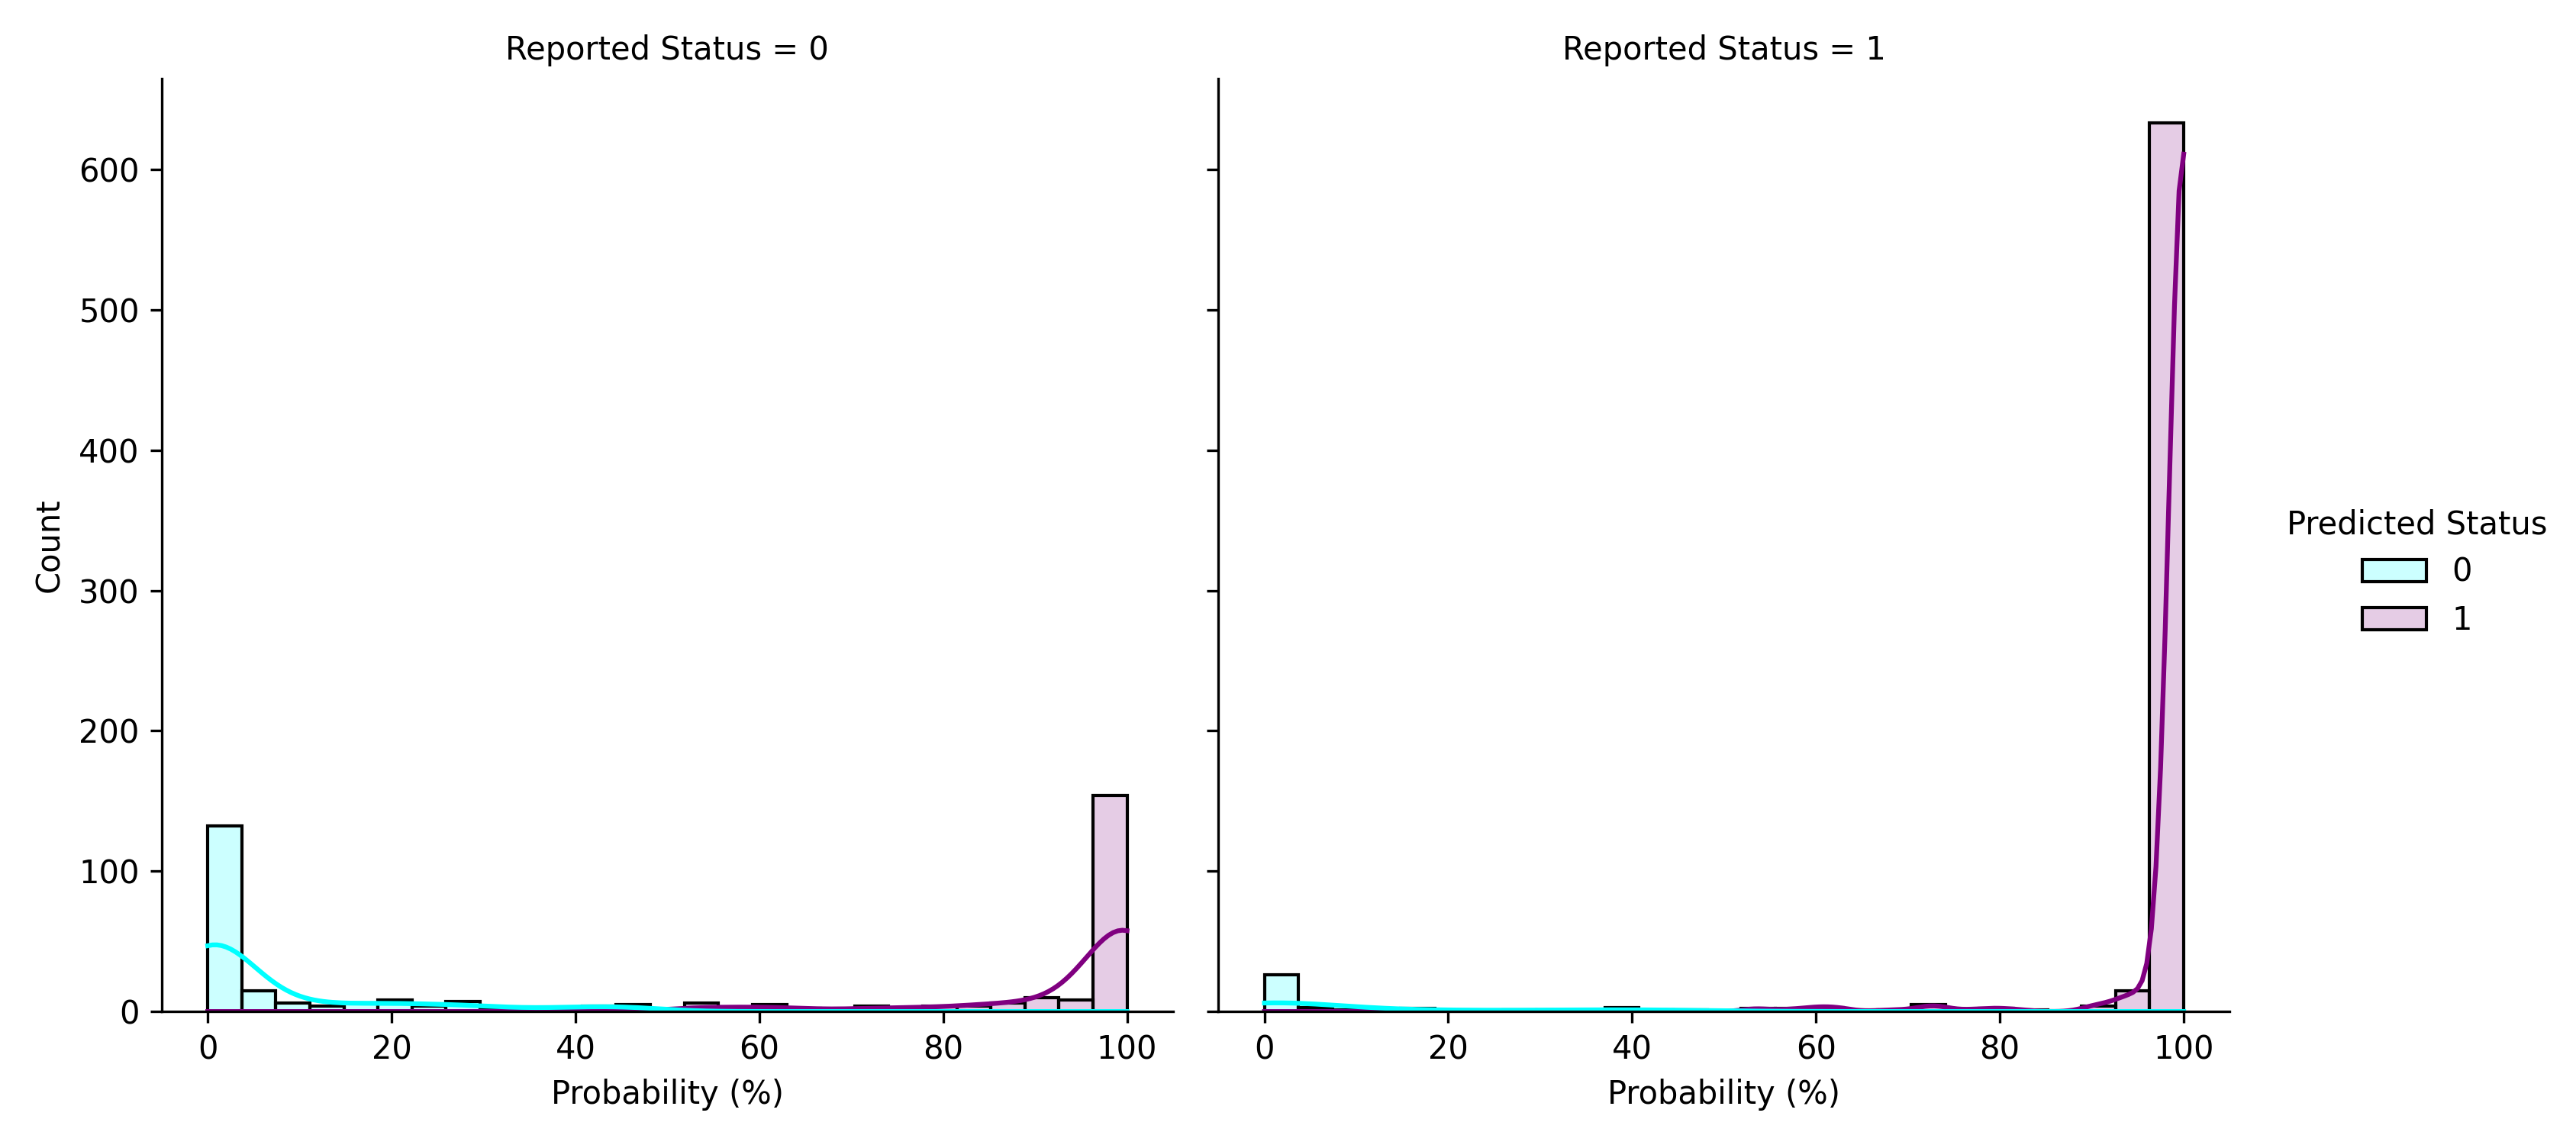 Reported Status = 0
Reported Status = 1
600
500
400
300
200
100
0
Count
0 20 40 60 80 100
0 20 40 60 80 100
Probability (%)
Probability (%)
Predicted Status
0
1